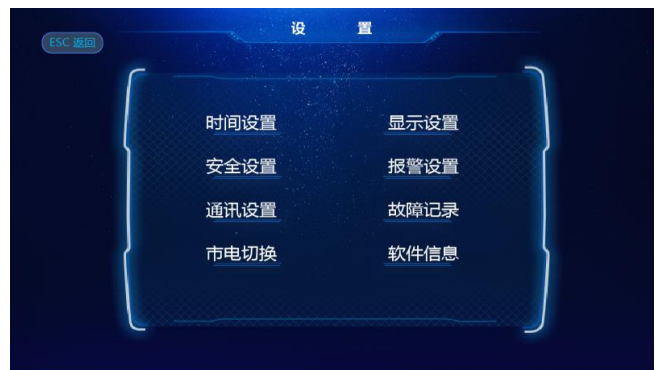 设 置
ESC 返回
时间设置 显示设置
安全设置 报警设置
通讯设置 故障记录
市电切换 软件信息